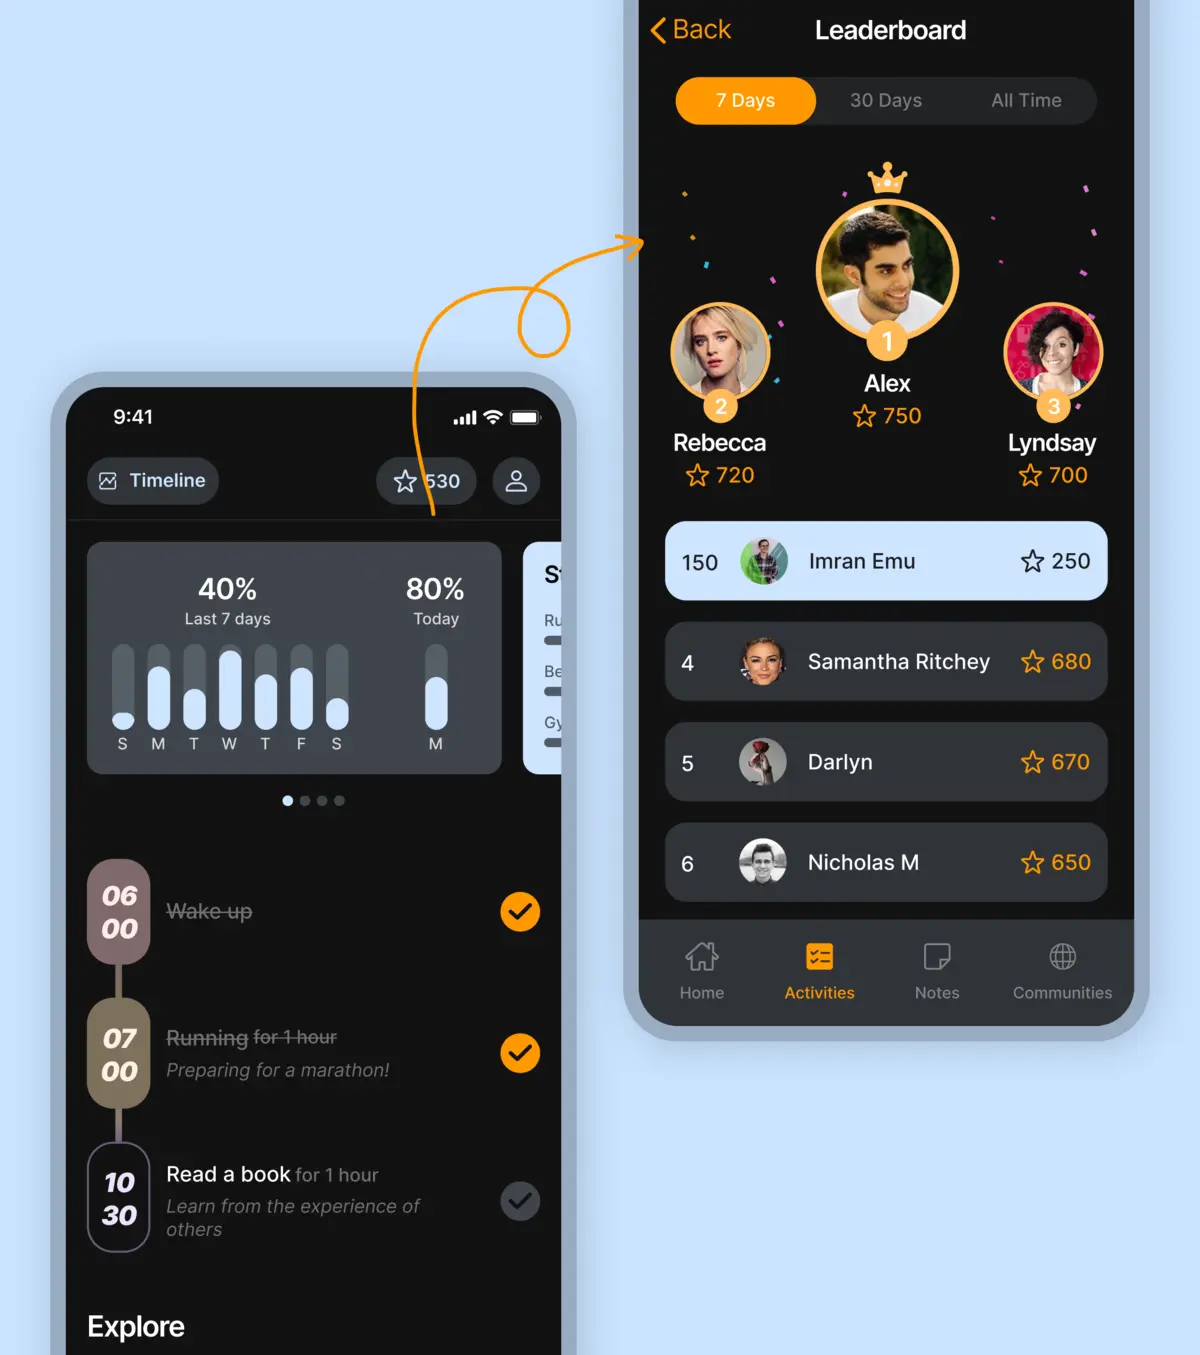 Back
Leaderboard
7 Days
30 Days
All Time
1
Alex
750
2
Rebecca
720
3
Lyndsay
700
150
Imran Emu
250
4
Samantha Ritchey
680
5
Darlyn
670
6
Nicholas M
650
Home
Activities
Notes
Communities
9:41
Timeline
530
40%
Last 7 days
S M T W T F S
80%
Today
M
06
00
Wake up
07
00
Running for 1 hour
Preparing for a marathon!
10
30
Read a book for 1 hour
Learn from the experience of
others
Explore